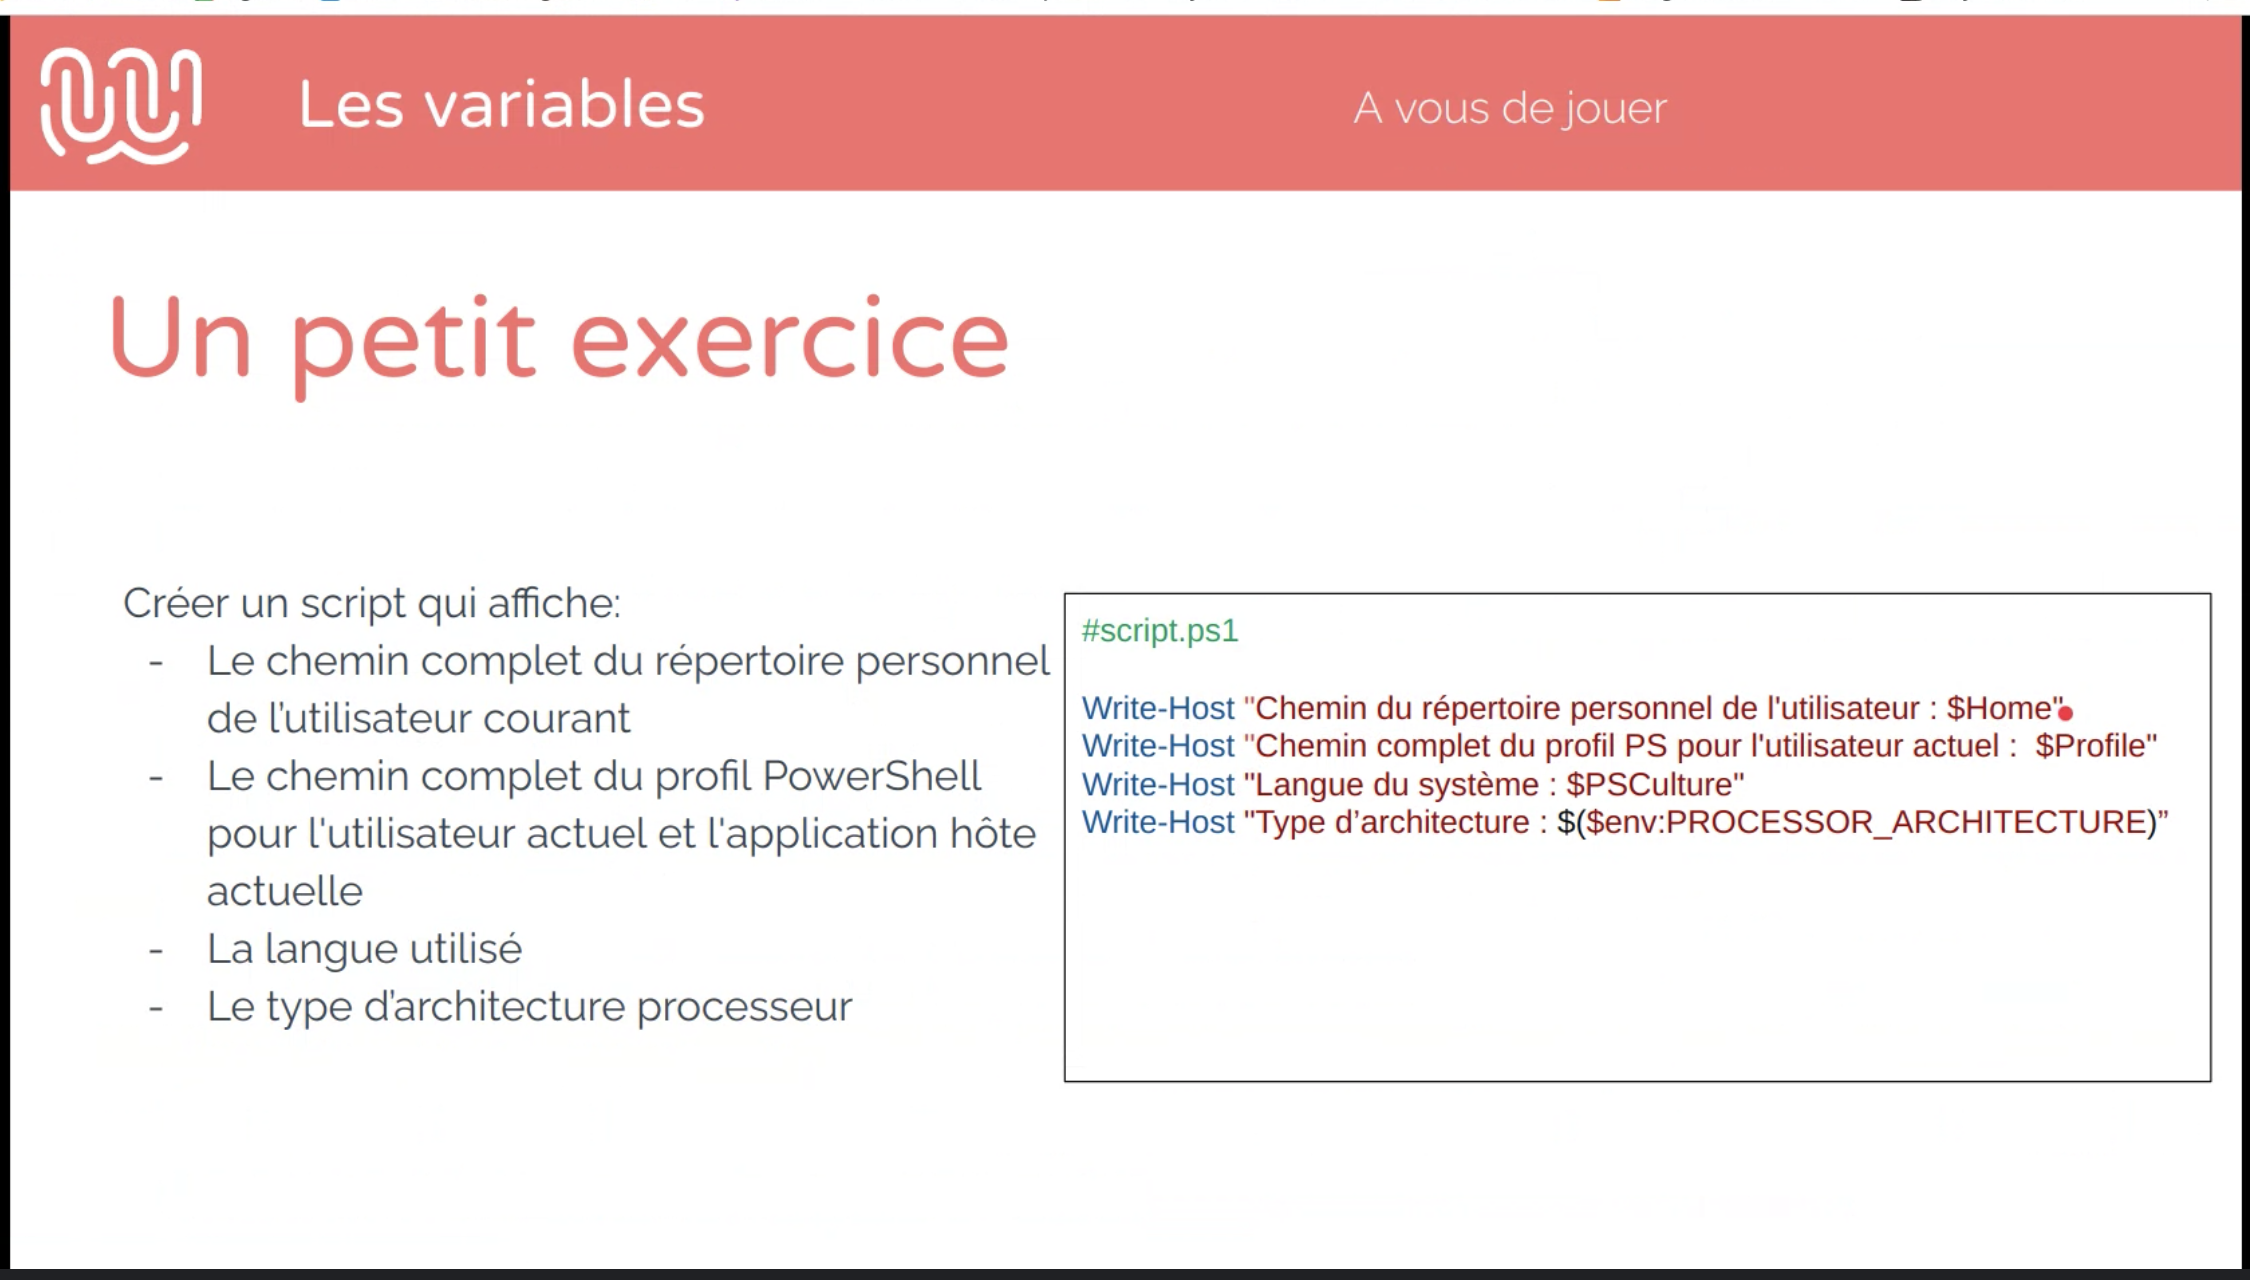 Les variables
A vous de jouer
Un petit exercice
Créer un script qui affiche:
- Le chemin complet du répertoire personnel
de l'utilisateur courant
- Le chemin complet du profil PowerShell
pour l'utilisateur actuel et l'application hôte
actuelle
- La langue utilisé
- Le type d'architecture processeur
#script.ps1
Write-Host "Chemin du répertoire personnel de l'utilisateur : $Home"
Write-Host "Chemin complet du profil PS pour l'utilisateur actuel :  $Profile"
Write-Host "Langue du système : $PSCulture"
Write-Host "Type d’architecture : $($env:PROCESSOR_ARCHITECTURE)”